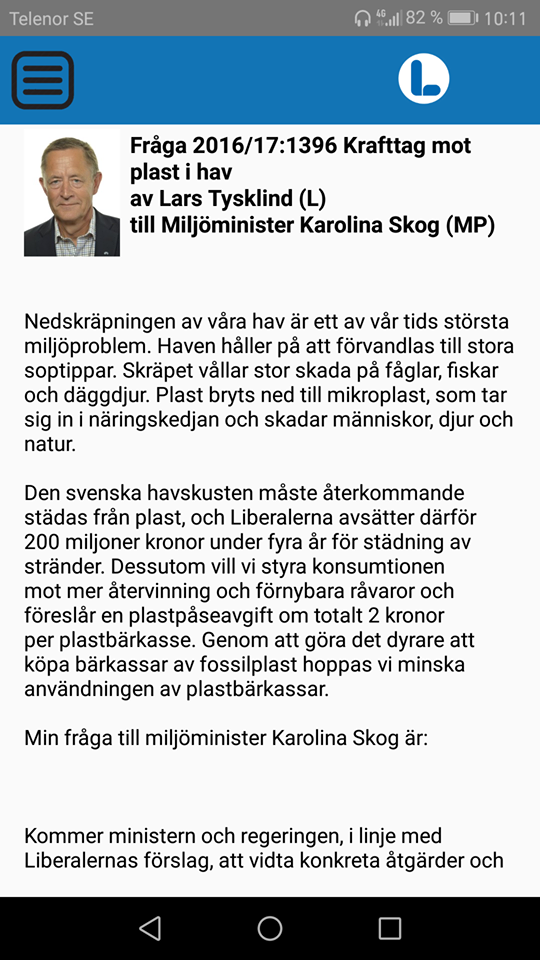 Telenor SE
4G
82 %
10:11
L
Fråga 2016/17:1396 Krafttag mot
plast i hav
av Lars Tysklind (L)
till Miljöminister Karolina Skog (MP)
Nedskräpningen av våra hav är ett av vår tids största
miljöproblem. Haven håller på att förvandlas till stora
soptippar. Skräpet vållar stor skada på fåglar, fiskar
och däggdjur. Plast bryts ned till mikroplast, som tar
sig in i näringskedjan och skadar människor, djur och
natur.
Den svenska havskusten måste återkommande
städas från plast, och Liberalerna avsätter därför
200 miljoner kronor under fyra år för städning av
stränder. Dessutom vill vi styra konsumtionen
mot mer återvinning och förnybara råvaror och
föreslår en plastpåseavgift om totalt 2 kronor
per plastbärkasse. Genom att göra det dyrare att
köpa bärkassar av fossilplast hoppas vi minska
användningen av plastbärkassar.
Min fråga till miljöminister Karolina Skog är:
Kommer ministern och regeringen, i linje med
Liberalernas förslag, att vidta konkreta åtgärder och